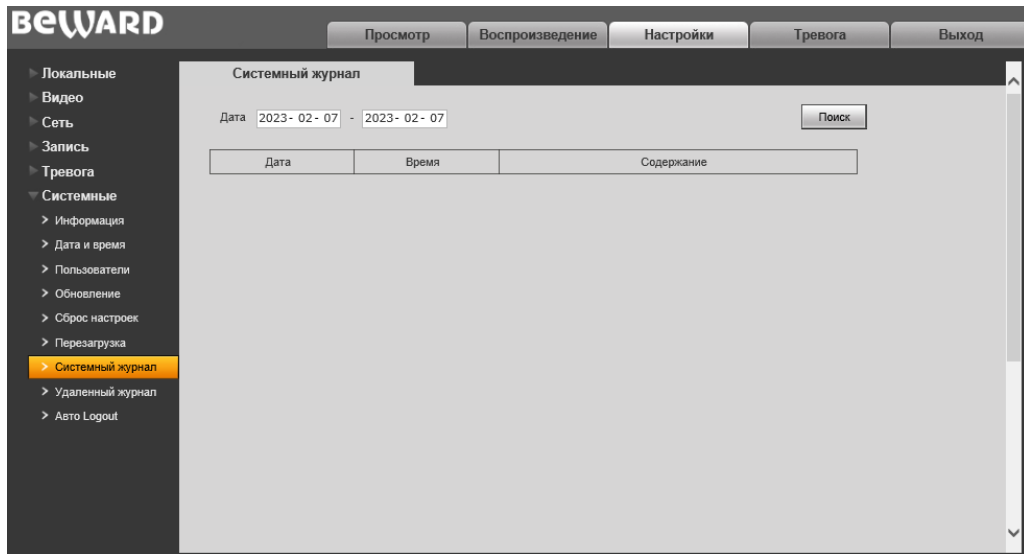 BEWARD
Просмотр Воспроизведение Настройки Тревога Выход
Локальные
Видео
Сеть
Запись
Тревога
Системные
Информация
Дата и время
Пользователи
Обновление
Сброс настроек
Перезагрузка
Системный журнал
Удаленный журнал
Авто Logout
Системный журнал
Дата 2023-02-07 - 2023-02-07 Поиск
Дата Время Содержание